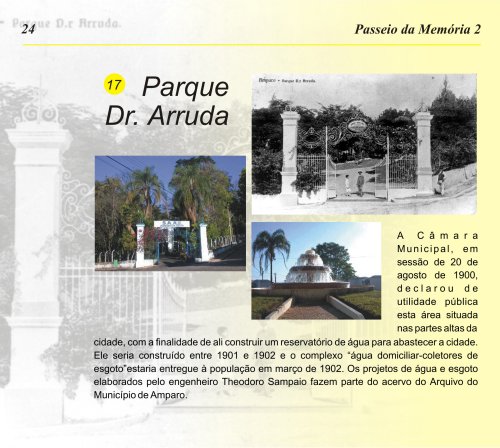 Parque D.r Arruda.
24
Passeio da Memória 2
17
Parque
Dr. Arruda
Amparo - Parque D.r Arruda.
A Câmara
Municipal, em
sessão de 20 de
agosto de 1900,
declarou de
utilidade pública
esta área situada
nas partes altas da
cidade, com a finalidade de ali construir um reservatório de água para abastecer a cidade.
Ele seria construído entre 1901 e 1902 e o complexo “água domiciliar-coletores de
esgoto”estaria entregue à população em março de 1902. Os projetos de água e esgoto
elaborados pelo engenheiro Theodoro Sampaio fazem parte do acervo do Arquivo do
Município de Amparo.